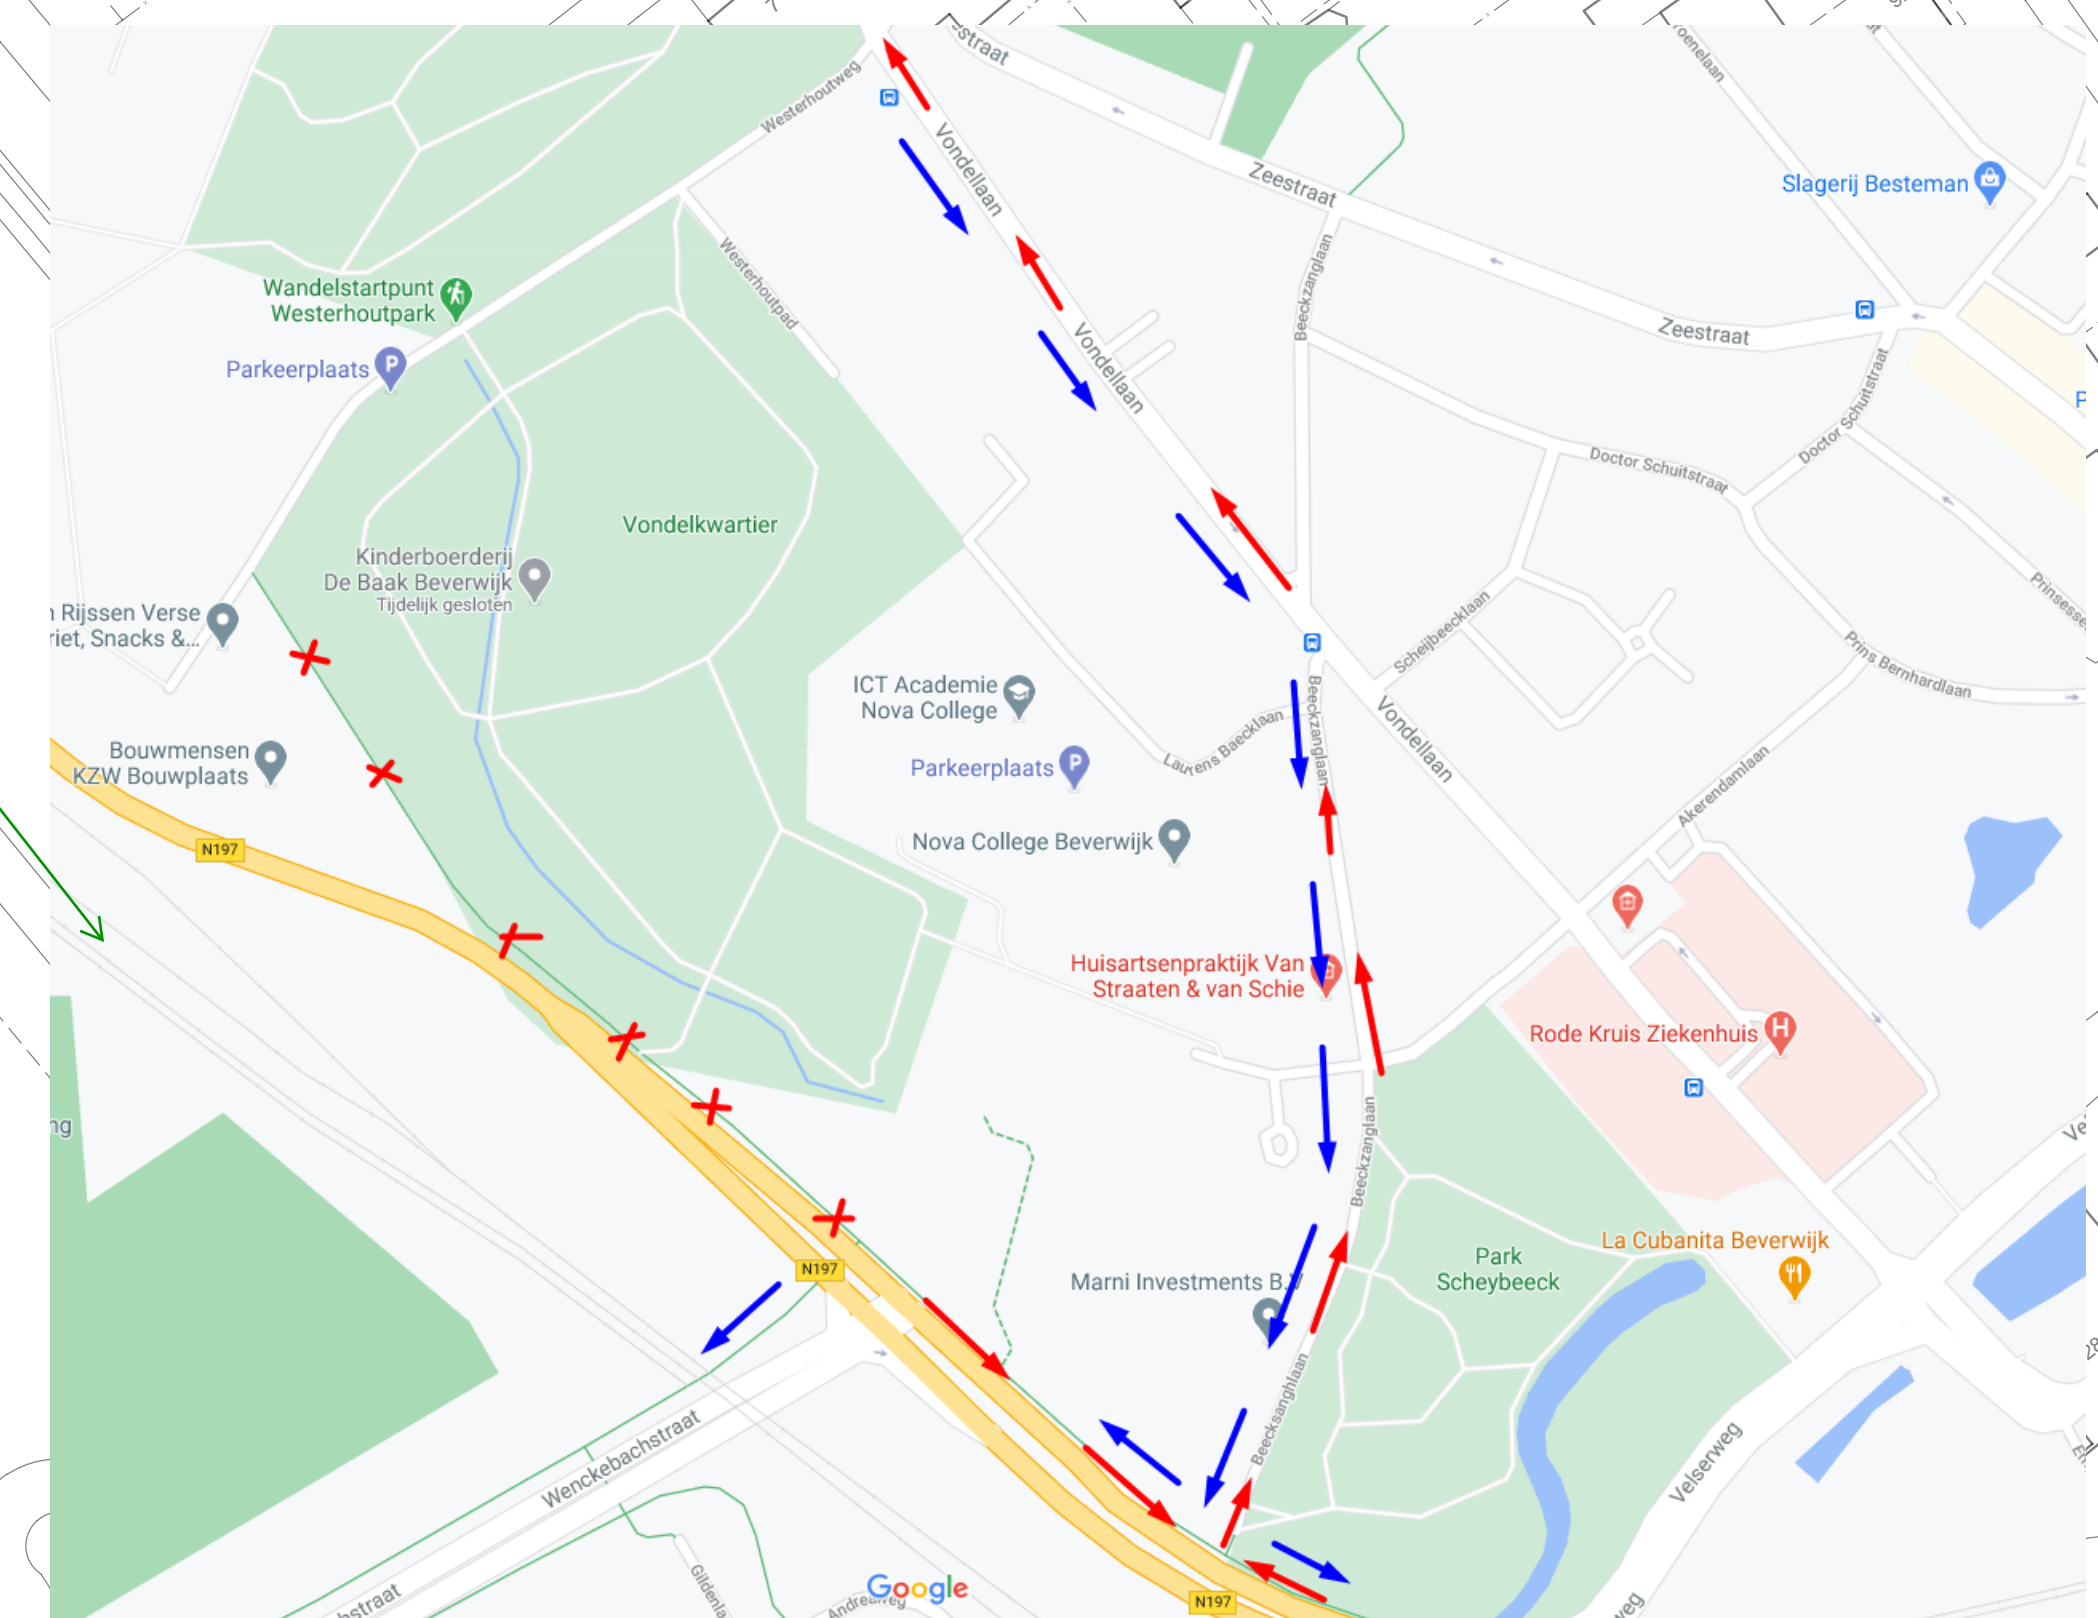 Westerhoutweg
Vondellaan
Zeestraat
Slagerij Besteman
Wandelstartpunt
Westerhoutpark
Westerhoutpad
Beeckzanglaan
Zeestraat
Parkeerplaats
P
Vondellaan
Doctor Schuitstraat
Doctor Schuitstraat
Vondelkwartier
Kinderboerderij
De Baak Beverwijk
Tijdelijk gesloten
Rijssen Verse
Snacks &...
Scheijbeecklaan
Prins Bernhardlaan
ICT Academie
Nova College
Beeckzanglaan
Laurens Baecklaan
Vondellaan
Bouwmensen
KZW Bouwplaats
Parkeerplaats
P
Akerendamlaan
N197
Nova College Beverwijk
Huisartsenpraktijk Van
Straaten & van Schie
Rode Kruis Ziekenhuis
H
Beeckzanglaan
N197
Marni Investments B.V
Park
Scheybeeck
La Cubanita Beverwijk
Beecksanghlaan
Wenckebachstraat
Velserweg
Google
N197